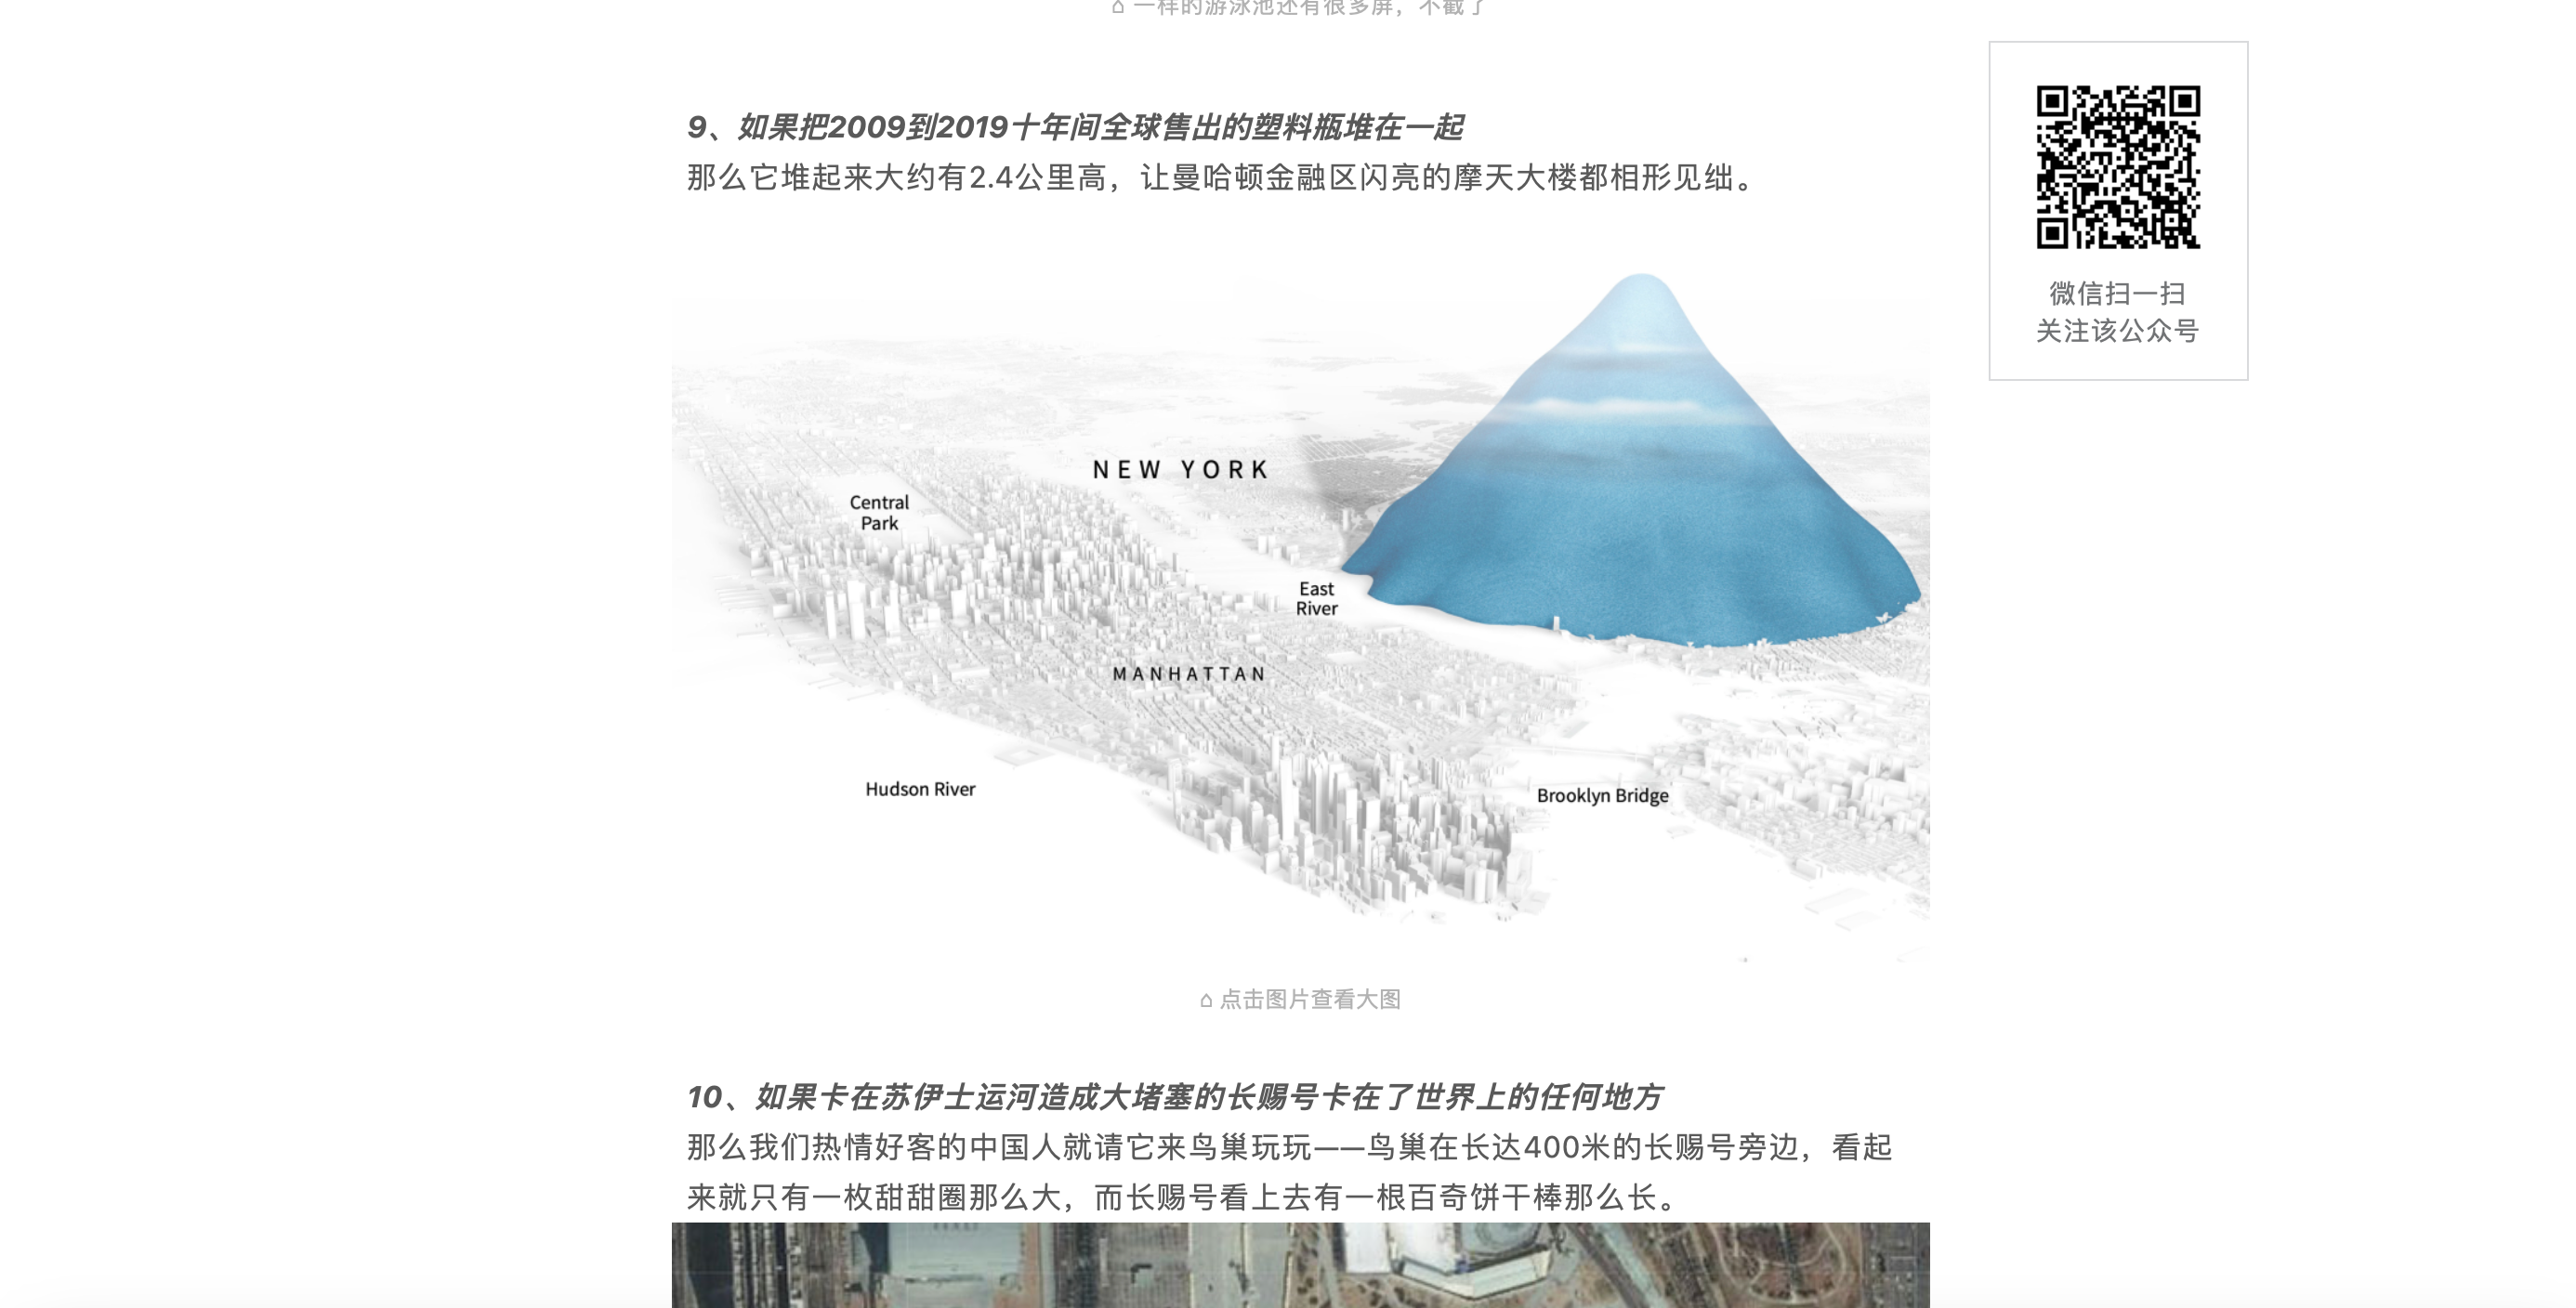 ⌂ 一样的游泳池还有很多屏，不截了
9、如果把2009到2019十年间全球售出的塑料瓶堆在一起
那么它堆起来大约有2.4公里高，让曼哈顿金融区闪亮的摩天大楼都相形见绌。
微信扫一扫
关注该公众号
NEW YORK
Central
Park
East
River
MANHATTAN
Hudson River
Brooklyn Bridge
⌂ 点击图片查看大图
10、如果卡在苏伊士运河造成大堵塞的长赐号卡在了世界上的任何地方
那么我们热情好客的中国人就请它来鸟巢玩玩——鸟巢在长达400米的长赐号旁边，看起
来就只有一枚甜甜圈那么大，而长赐号看上去有一根百奇饼干棒那么长。